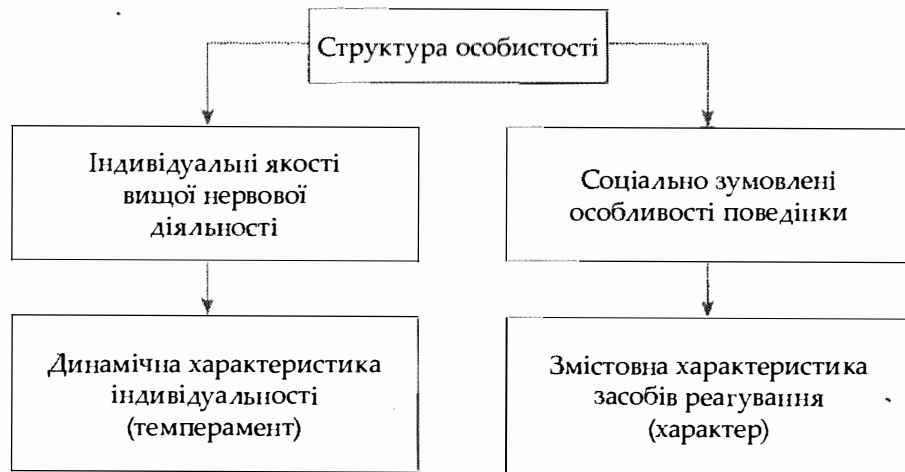 Структура особистості
Індивідуальні якості
вищої нервової
діяльності
Соціально зумовлені
особливості поведінки
Динамічна характеристика
індивідуальності
(темперамент)
Змістовна характеристика
засобів реагування
(характер)